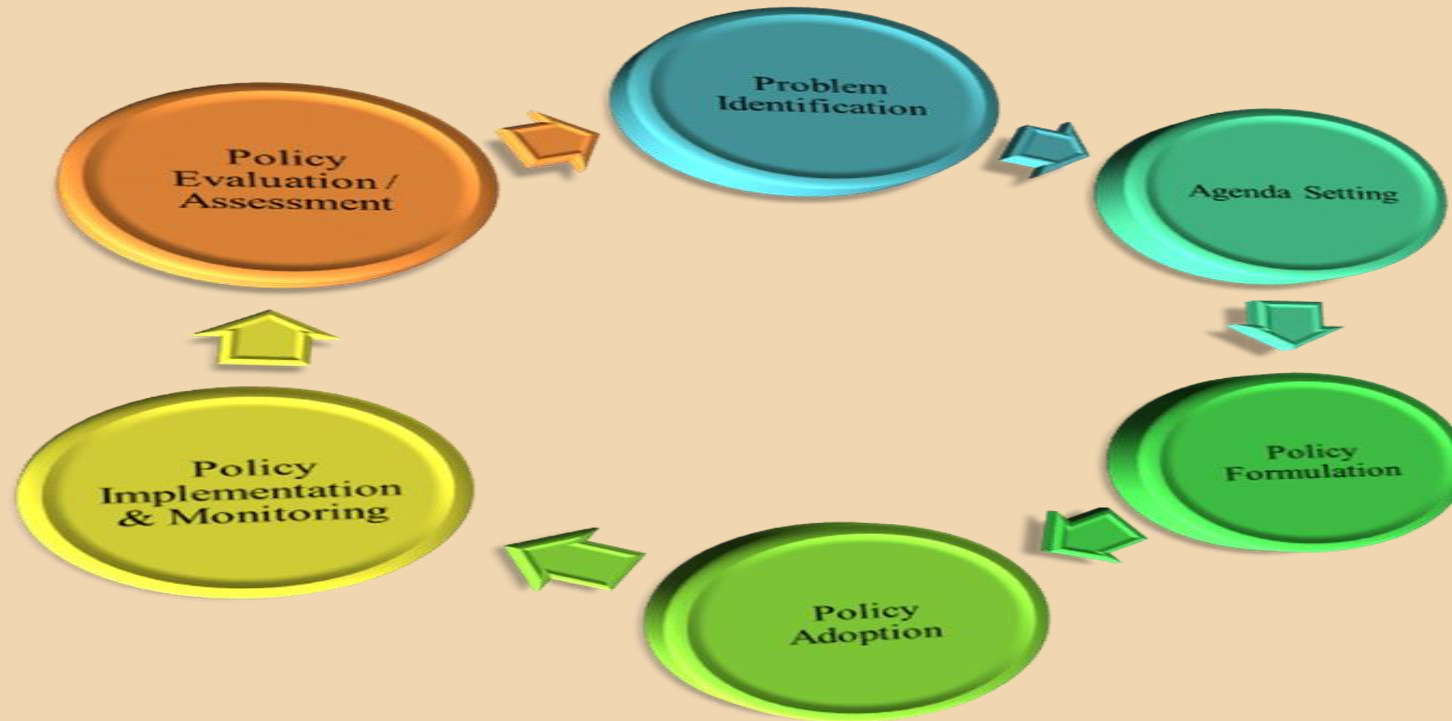 Problem
Identification
Agenda Setting
Policy
Formulation
Policy
Adoption
Policy
Implementation
& Monitoring
Policy
Evaluation /
Assessment